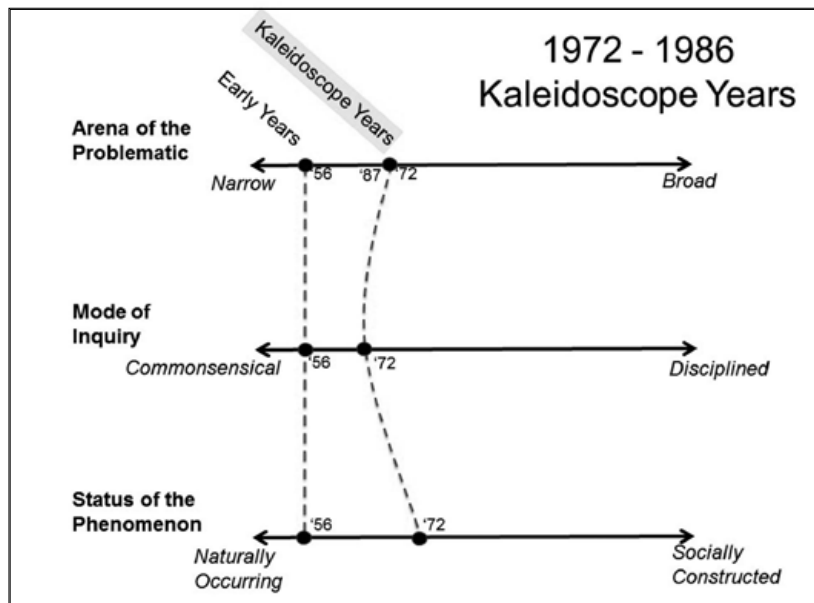 1972 - 1986
Kaleidoscope Years
Kaleidoscope Years
Early Years
Arena of the
Problematic
'56
'87
'72
Narrow
Broad
Mode of
Inquiry
'56
'72
Commonsensical
Disciplined
Status of the
Phenomenon
'56
'72
Naturally
Occurring
Socially
Constructed